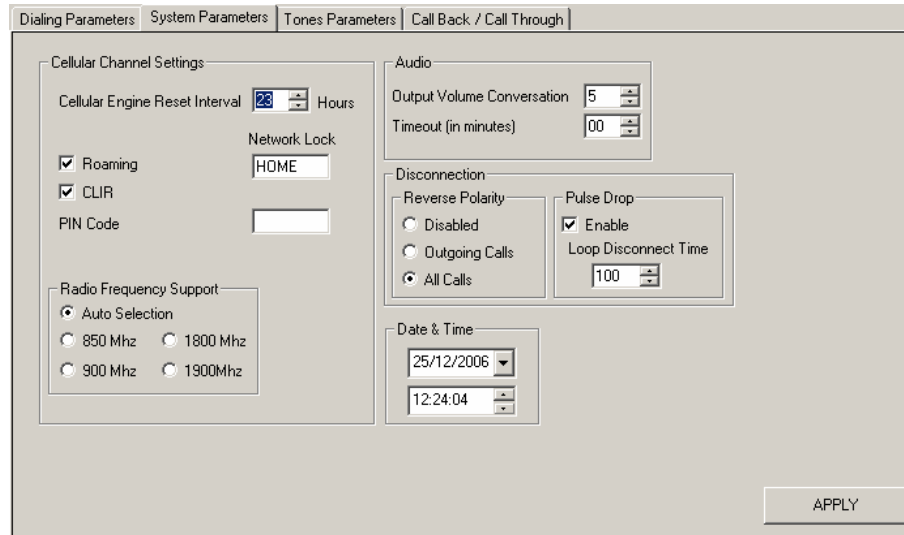 Dialing Parameters System Parameters Tones Parameters Call Back / Call Through
Cellular Channel Settings
Cellular Engine Reset Interval 23 Hours
Network Lock
Roaming HOME
CLIR
PIN Code
Radio Frequency Support
Auto Selection
850 Mhz 1800 Mhz
900 Mhz 1900Mhz
Audio
Output Volume Conversation 5
Timeout (in minutes) 00
Disconnection
Reverse Polarity
Disabled
Outgoing Calls
All Calls
Pulse Drop
Enable
Loop Disconnect Time
100
Date & Time
25/12/2006
12:24:04
APPLY